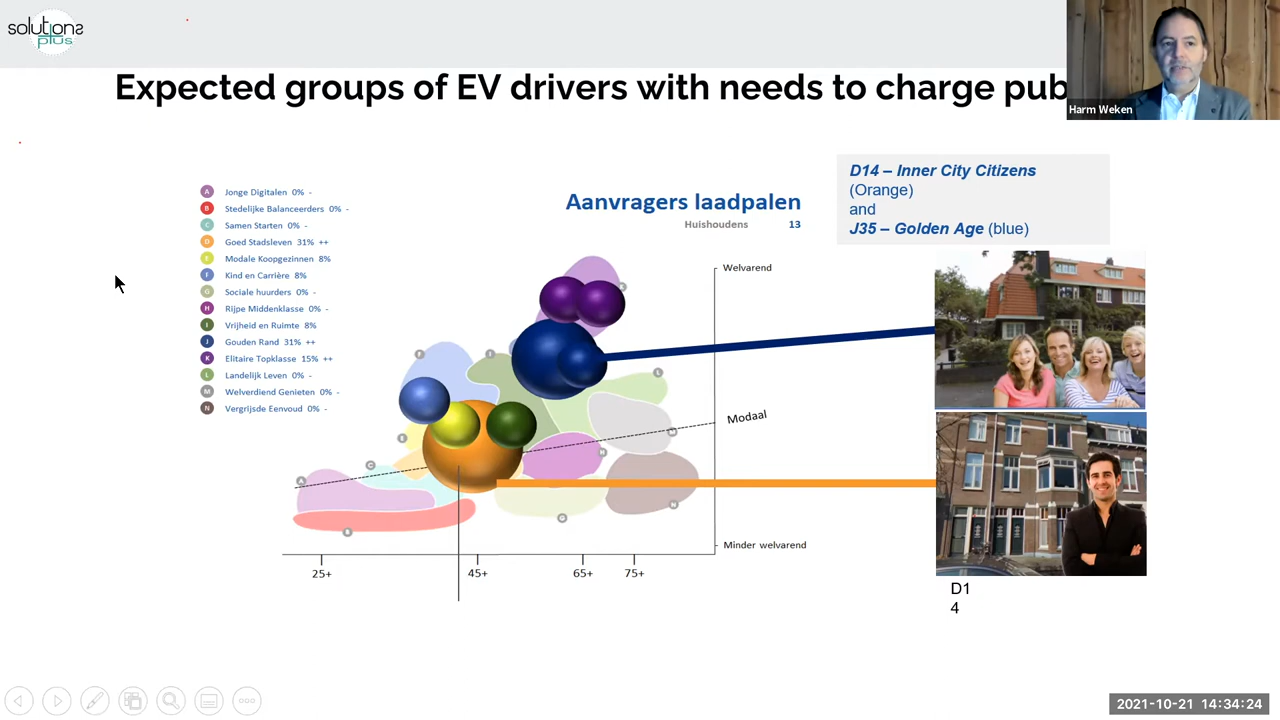 solutions
plus
Expected groups of EV drivers with needs to charge pub
Harm Weken
A Jonge Digitalen 0% -
B Stedelijke Balanceerders 0% -
C Samen Starten 0% -
D Goed Stadsleven 31% ++
E Modale Koopgezinnen 8%
F Kind en Carrière 8%
G Sociale huurders 0% -
H Rijpe Middenklasse 0% -
I Vrijheid en Ruimte 8%
J Gouden Rand 31% ++
K Elitaire Topklasse 15% ++
L Landelijk Leven 0% -
M Welverdiend Genieten 0% -
N Vergrijsde Eenvoud 0% -
Aanvragers laadpalen
Huishoudens 13
D14 – Inner City Citizens
(Orange)
and
J35 – Golden Age (blue)
Welvarend
K
F
I
L
Modaal
E
M
H
C
A
N
G
B
Minder welvarend
25+ 45+ 65+ 75+
D1
4
2021-10-21 14:34:24